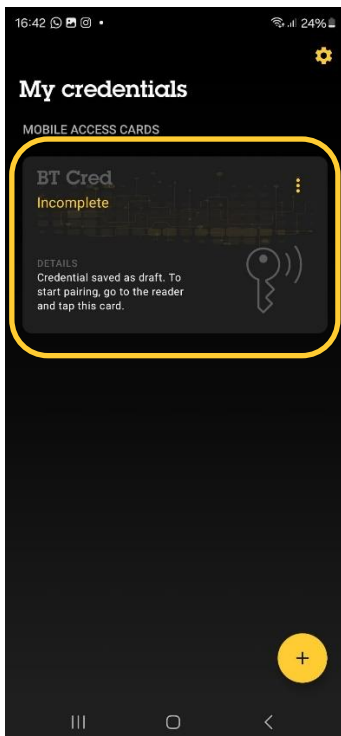 16:42 24%
My credentials
MOBILE ACCESS CARDS
BT Cred
Incomplete
DETAILS
Credential saved as draft. To
start pairing, go to the reader
and tap this card.
+